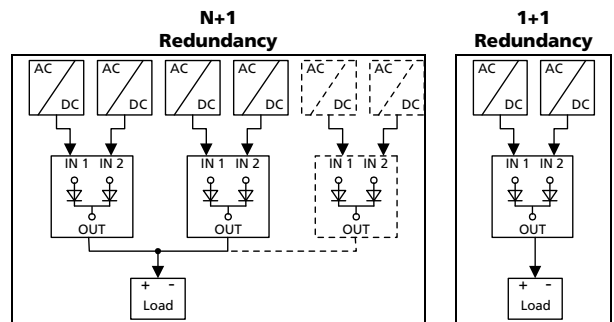 N+1
Redundancy
AC DC AC DC AC DC AC DC AC DC AC DC
IN 1 IN 2 IN 1 IN 2 IN 1 IN 2
OUT OUT OUT
+ -
Load
1+1
Redundancy
AC DC AC DC
IN 1 IN 2
OUT
+ -
Load